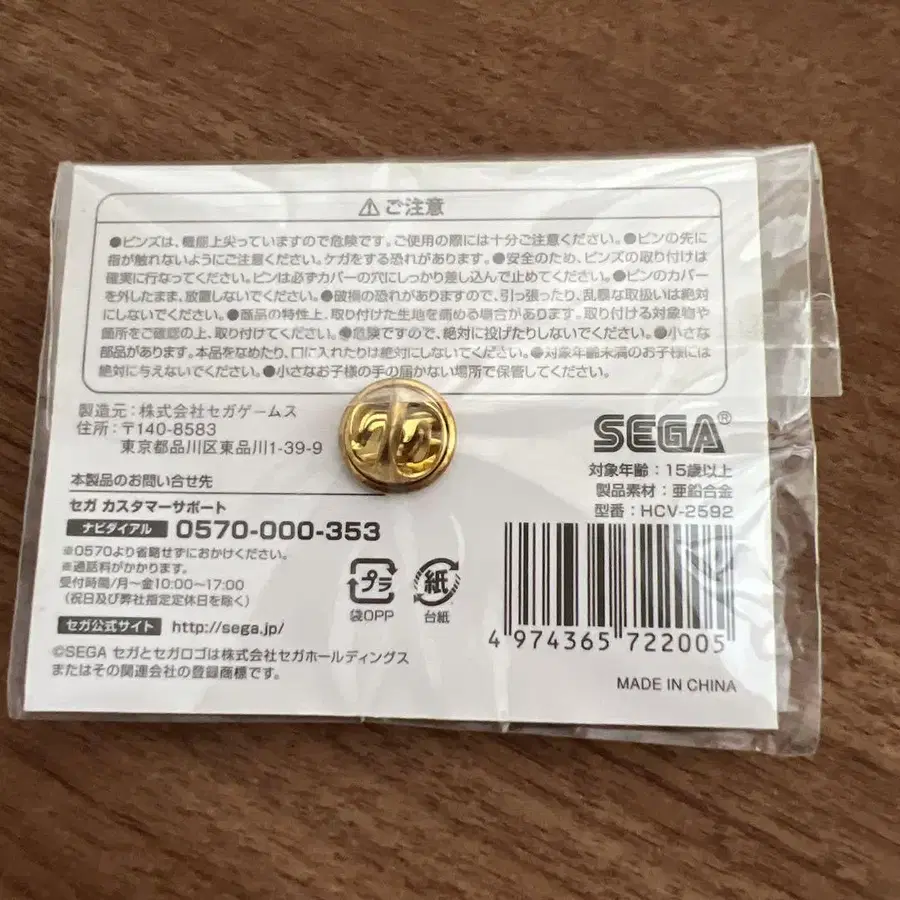 ⚠ご注意
●ピンズは、機能上尖っていますので危険です。ご使用の際には十分ご注意ください。●ピンの先に
指が触れないようにご注意ください。ケガをする恐れがあります。●安全のため、ピンズの取り付けは
確実に行なってください。ピンは必ずカバーの穴にしっかり差し込んで止めてください。●ピンのカバー
を外したまま、放置しないでください。●破損の恐れがありますので、引っ張ったり、乱暴な取扱いは絶対
にしないでください。●商品の特性上、取り付けた生地を痛める場合があります。取り付ける対象物や
箇所をご確認の上、取り付けてください。●危険ですので、絶対に投げたりしないでください。●小さな
部品があります。本品をなめたり、口に入れたりは絶対にしないでください。●対象年齢未満のお子様には
絶対に与えないでください。●小さなお子様の手の届かない場所で保管してください。
製造元:株式会社セガゲームス
住所:〒140-8583
東京都品川区東品川1-39-9
本製品のお問い合せ先
セガ カスタマーサポート
ナビダイアル 0570-000-353
※0570より省略せずにおかけください。
※通話料がかかります。
受付時間/月~金10:00~17:00
(祝日及び弊社指定定休日を除く)
セガ公式サイト http://sega.jp/
©SEGA セガとセガロゴは株式会社セガホールディングス
またはその関連会社の登録商標です。
プラ
袋OPP
紙
台紙
SEGA®
対象年齢:15歳以上
製品素材:亜鉛合金
型番:HCV-2592
4 974365 722005
MADE IN CHINA